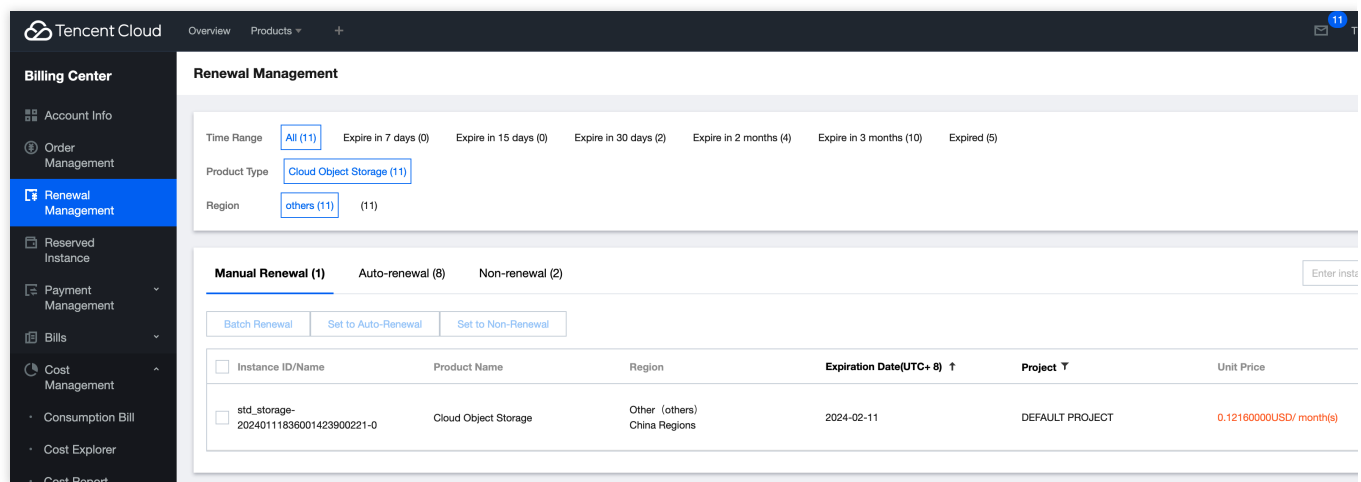 Tencent Cloud Overview Products + 11
Billing Center
Renewal Management
Account Info
Order
Management
Renewal
Management
Reserved
Instance
Payment
Management
Bills
Cost
Management
Consumption Bill
Cost Explorer
Cost Report
Time Range All (11) Expire in 7 days (0) Expire in 15 days (0) Expire in 30 days (2) Expire in 2 months (4) Expire in 3 months (10) Expired (5)
Product Type Cloud Object Storage (11)
Region others (11) (11)
Manual Renewal (1) Auto-renewal (8) Non-renewal (2) Enter insta
Batch Renewal Set to Auto-Renewal Set to Non-Renewal
Instance ID/Name Product Name Region Expiration Date(UTC+ 8) ↑ Project Unit Price
std_storage-
20240111836001423900221-0
Cloud Object Storage
Other（others）
China Regions
2024-02-11
DEFAULT PROJECT
0.12160000USD/ month(s)